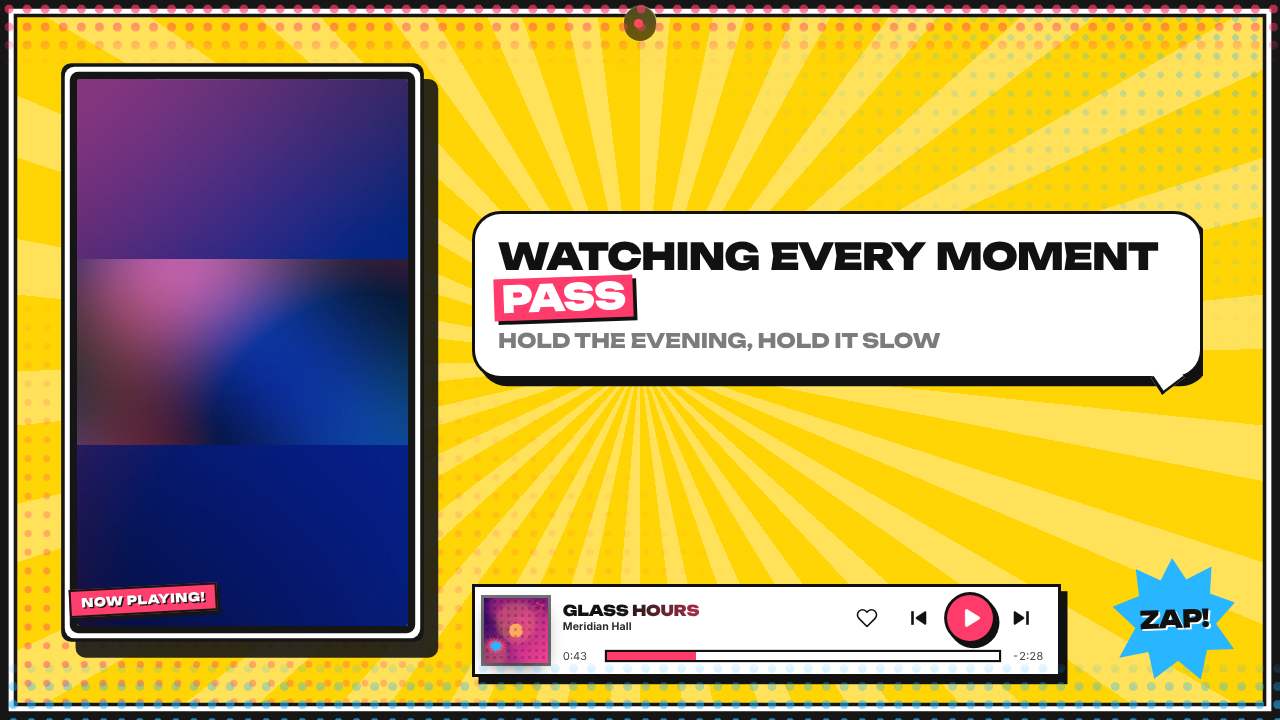 WATCHING EVERY MOMENT
PASS
HOLD THE EVENING, HOLD IT SLOW
NOW PLAYING!
GLASS HOURS
Meridian Hall
0:43
-2:28
ZAP!